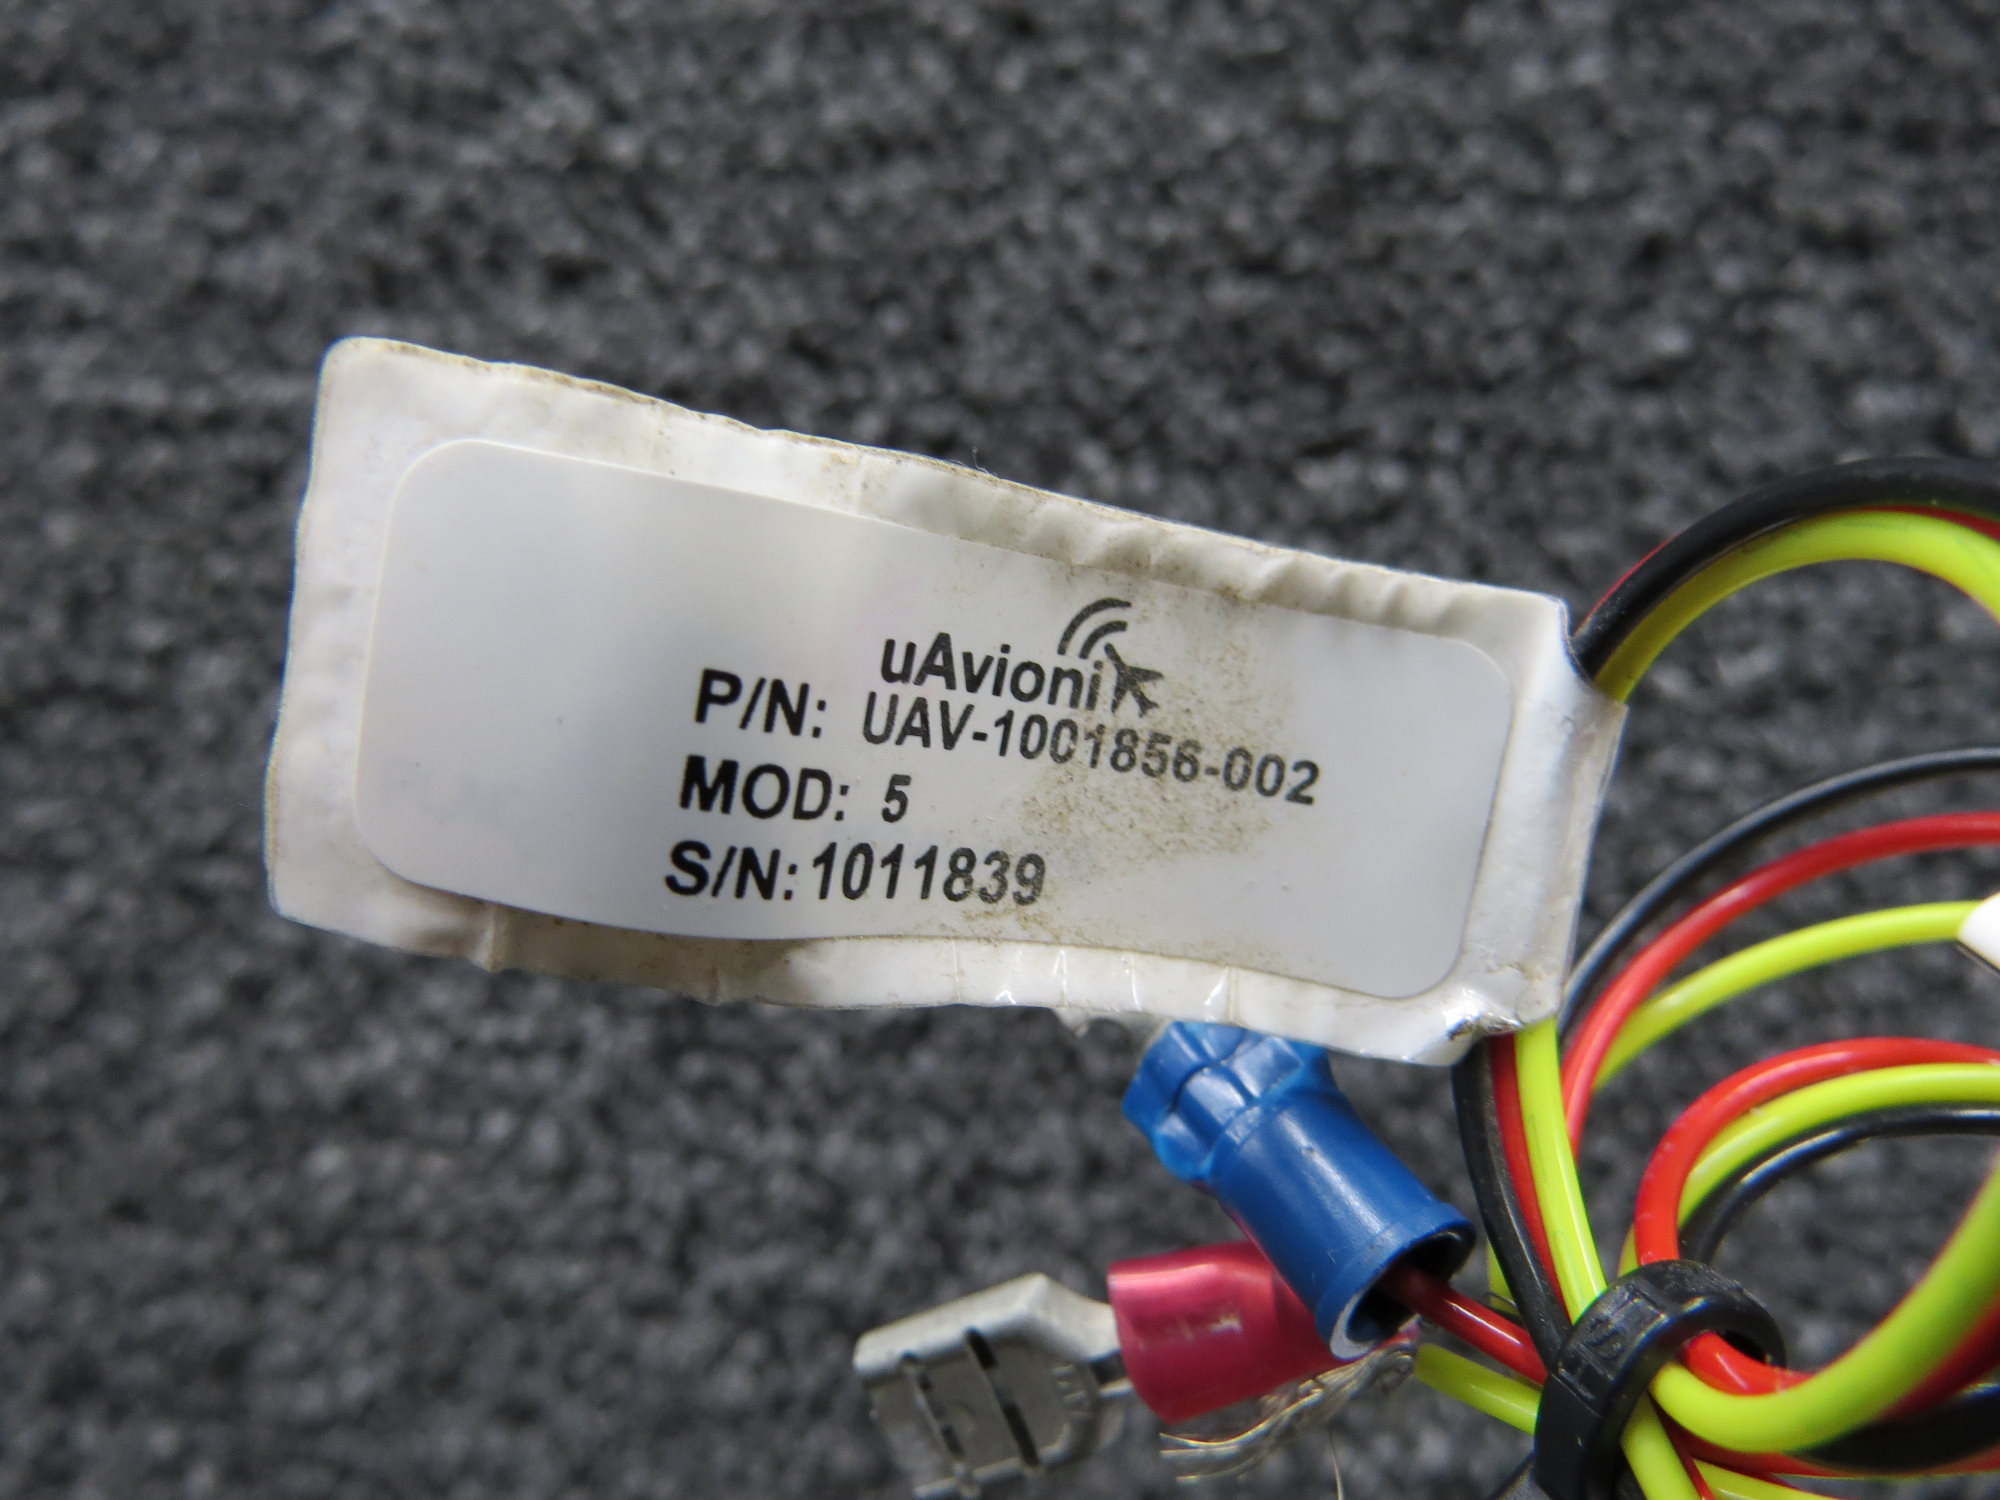 uAvionix
P/N: UAV-1001856-002
MOD: 5
S/N: 1011839